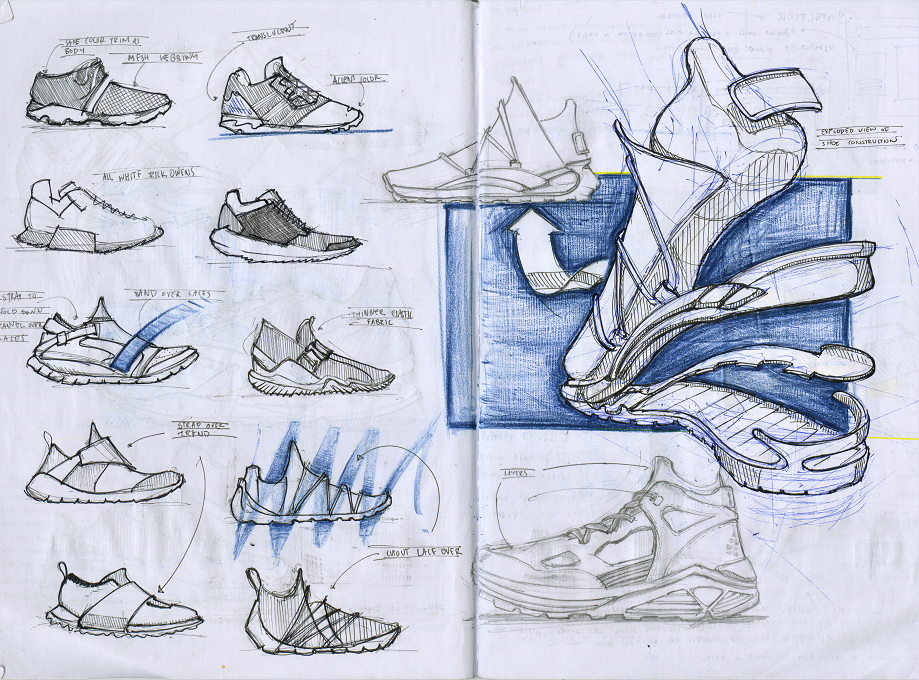 SAME COLOR TRIM AS
BODY
MESH WEBBING
TRANSLUCENT
ACCENT COLOR
ALL WHITE RICK OWENS
STRAP TO
FOLD DOWN
OVER
LACES
BAND OVER LACES
THINNER ELASTIC
FABRIC
STRAP OVER
TREND
CUTOUT LACE OVER
EXPLODED VIEW OF
SHOE CONSTRUCTION
LAYERS